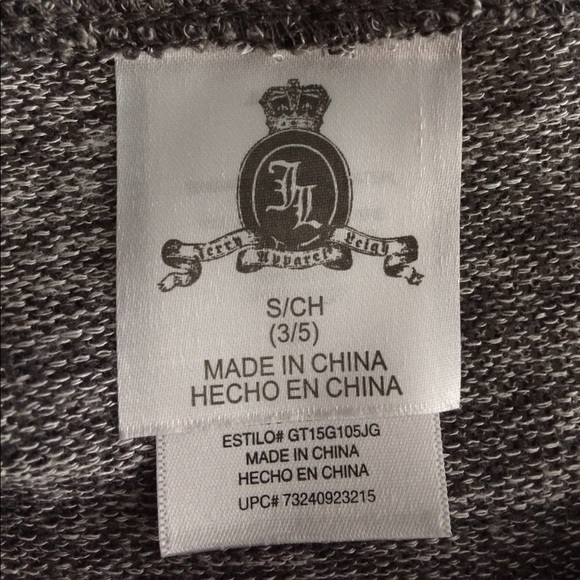 JL
Jerry Leigh
Apparel
S/CH
(3/5)
MADE IN CHINA
HECHO EN CHINA
ESTILO# GT15G105JG
MADE IN CHINA
HECHO EN CHINA
UPC# 73240923215